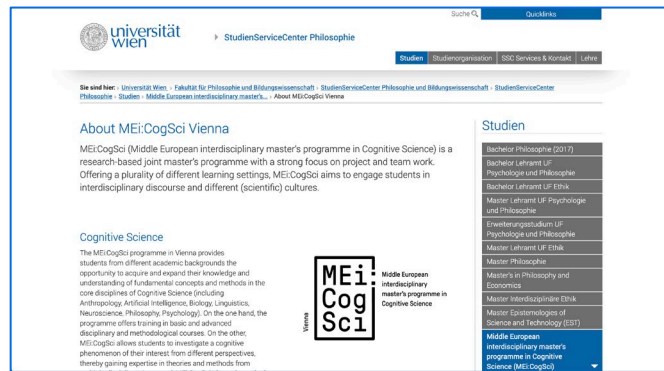 Suche
Quicklinks
universität
wien
StudienServiceCenter Philosophie
Studien
Studienorganisation
SSC Services & Kontakt
Lehre
Sie sind hier: › Universität Wien › Fakultät für Philosophie und Bildungswissenschaft › StudienServiceCenter Philosophie und Bildungswissenschaft › StudienServiceCenter
Philosophie › Studien › Middle European interdisciplinary master's... › About MEi:CogSci Vienna
About MEi:CogSci Vienna
MEi:CogSci (Middle European interdisciplinary master's programme in Cognitive Science) is a
research-based joint master's programme with a strong focus on project and team work.
Offering a plurality of different learning settings, MEi:CogSci aims to engage students in
interdisciplinary discourse and different (scientific) cultures.
Cognitive Science
The MEi:CogSci programme in Vienna provides
students from different academic backgrounds the
opportunity to acquire and expand their knowledge and
understanding of fundamental concepts and methods in the
core disciplines of Cognitive Science (including
Anthropology, Artificial Intelligence, Biology, Linguistics,
Neuroscience, Philosophy, Psychology). On the one hand, the
programme offers training in basic and advanced
disciplinary and methodological courses. On the other,
MEi:CogSci allows students to investigate a cognitive
phenomenon of their interest from different perspectives,
thereby gaining expertise in theories and methods from
Vienna
MEi:
Cog
Sci
Middle European
interdisciplinary
master's programme in
Cognitive Science
Studien
Bachelor Philosophie (2017)
Bachelor Lehramt UF
Psychologie und Philosophie
Bachelor Lehramt UF Ethik
Master Lehramt UF Psychologie
und Philosophie
Erweiterungsstudium UF
Psychologie und Philosophie
Master Lehramt UF Ethik
Master Philosophie
Master's in Philosophy and
Economics
Master Interdisziplinäre Ethik
Master Epistemologies of
Science and Technology (EST)
Middle European
interdisciplinary master's
programme in Cognitive
Science (MEi:CogSci)